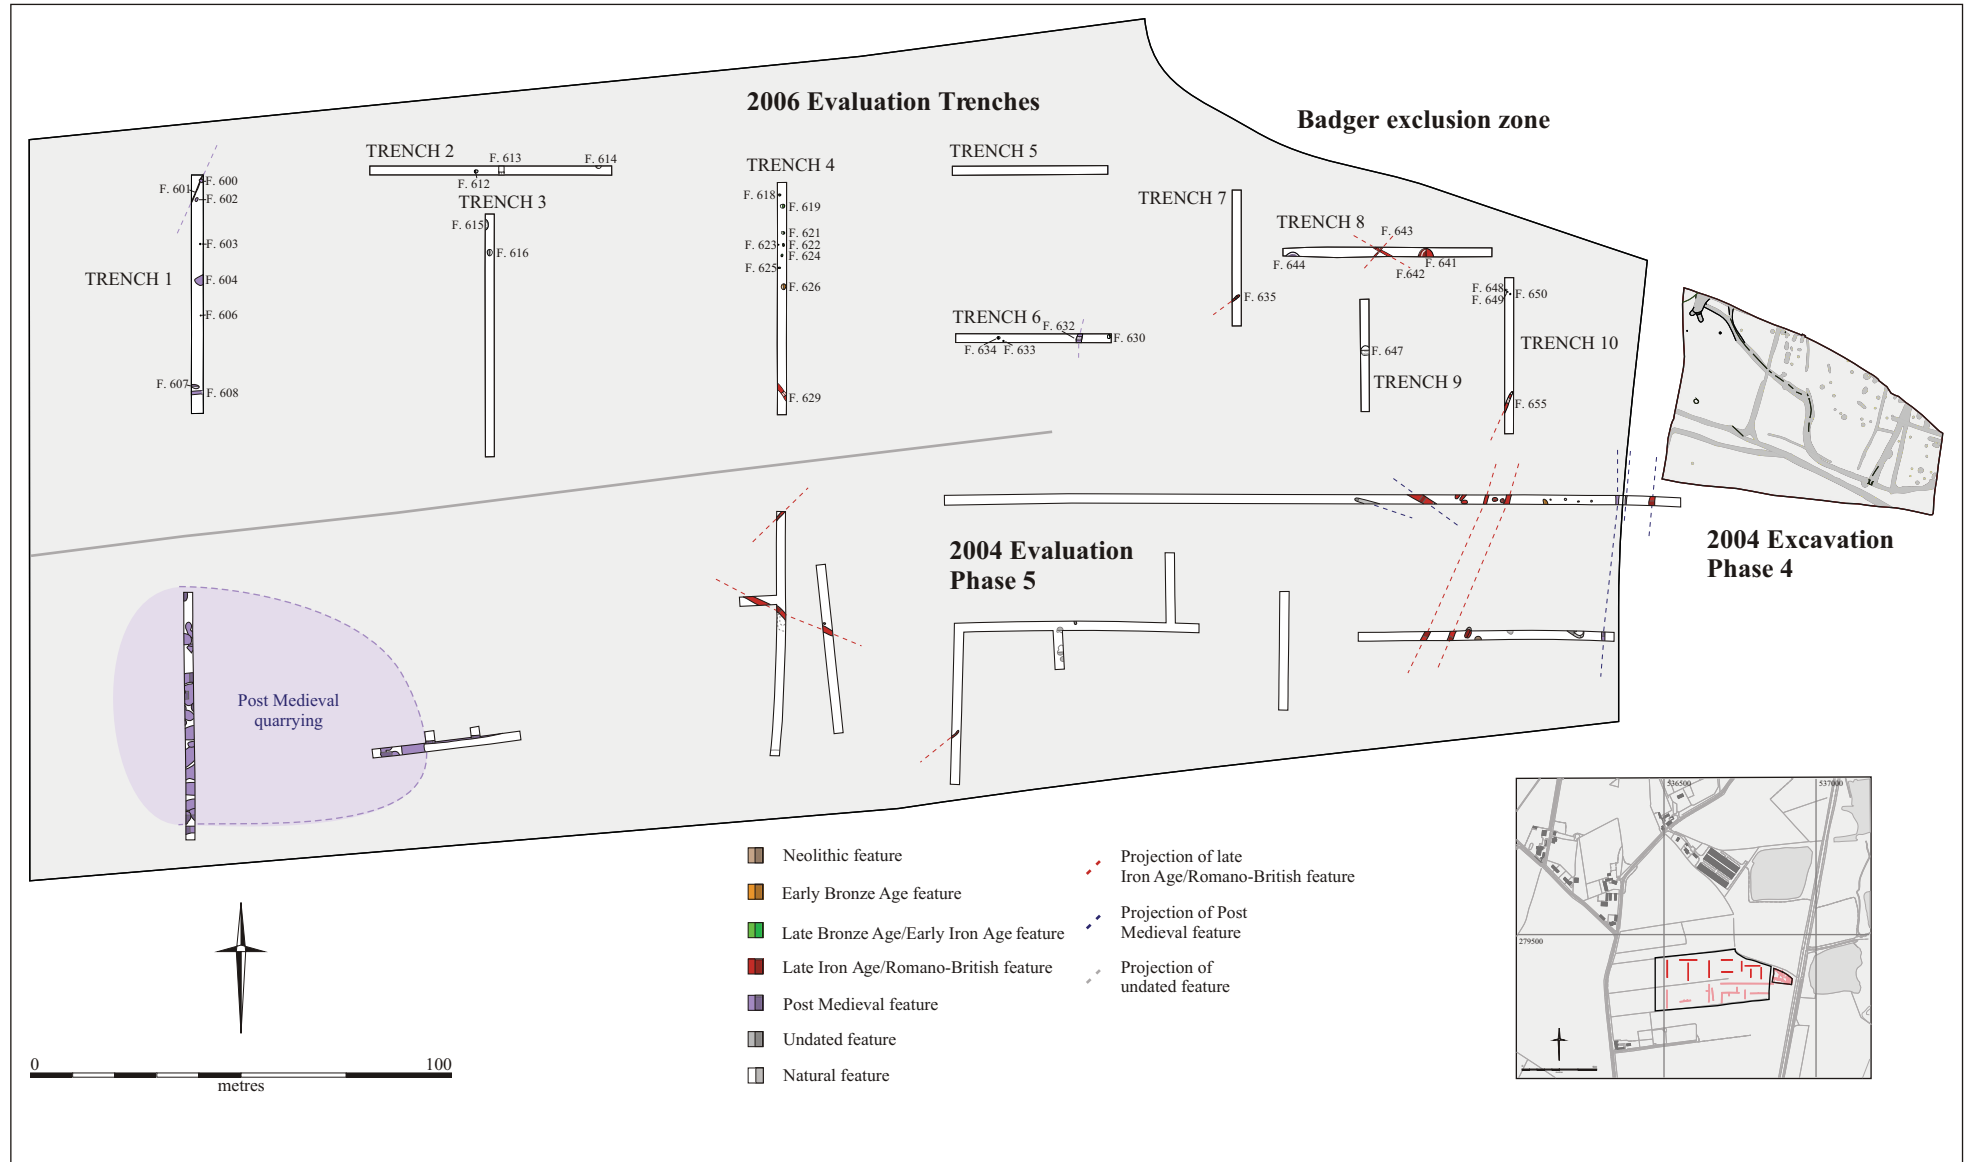 2006 Evaluation Trenches
Badger exclusion zone
TRENCH 1
F. 600
F. 601
F. 602
F. 603
F. 604
F. 606
F. 607
F. 608
TRENCH 2
F. 613
F. 614
F. 612
TRENCH 3
F. 615
F. 616
TRENCH 4
F. 618
F. 619
F. 621
F. 623
F. 622
F. 624
F. 625
F. 626
F. 629
TRENCH 5
TRENCH 6
F. 632
F. 630
F. 634
F. 633
TRENCH 7
F. 635
TRENCH 8
F. 643
F. 644
F. 641
F.642
TRENCH 9
F. 647
TRENCH 10
F. 648
F. 649
F. 650
F. 655
2004 Evaluation
Phase 5
2004 Excavation
Phase 4
Post Medieval
quarrying
Neolithic feature
Early Bronze Age feature
Late Bronze Age/Early Iron Age feature
Late Iron Age/Romano-British feature
Post Medieval feature
Undated feature
Natural feature
Projection of late
Iron Age/Romano-British feature
Projection of Post
Medieval feature
Projection of
undated feature
0
100
metres
536500
537000
279500